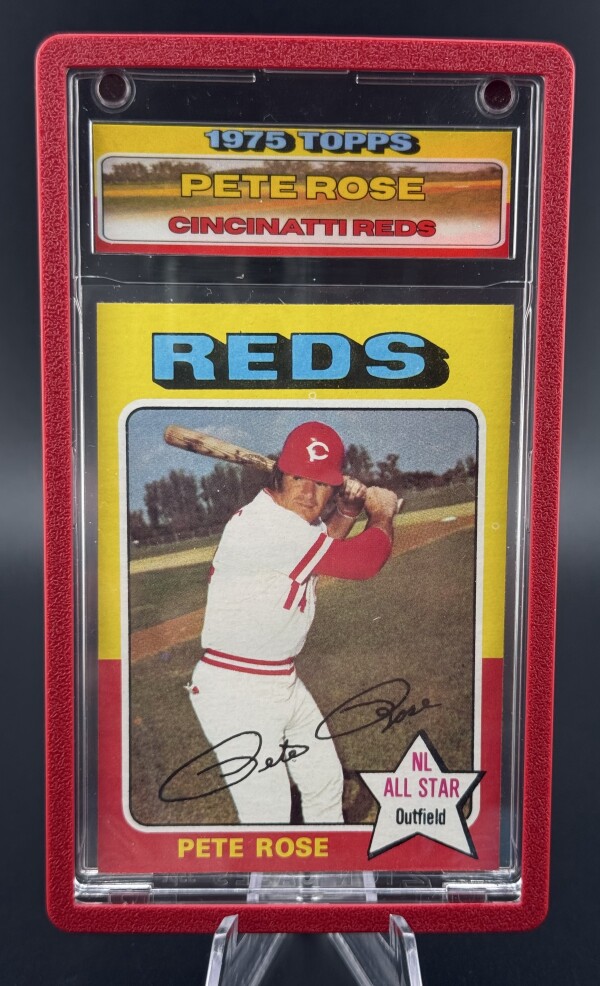 1975 TOPPS
PETE ROSE
CINCINATTI REDS
REDS
C
Pete Rose
NL
ALL STAR
Outfield
PETE ROSE